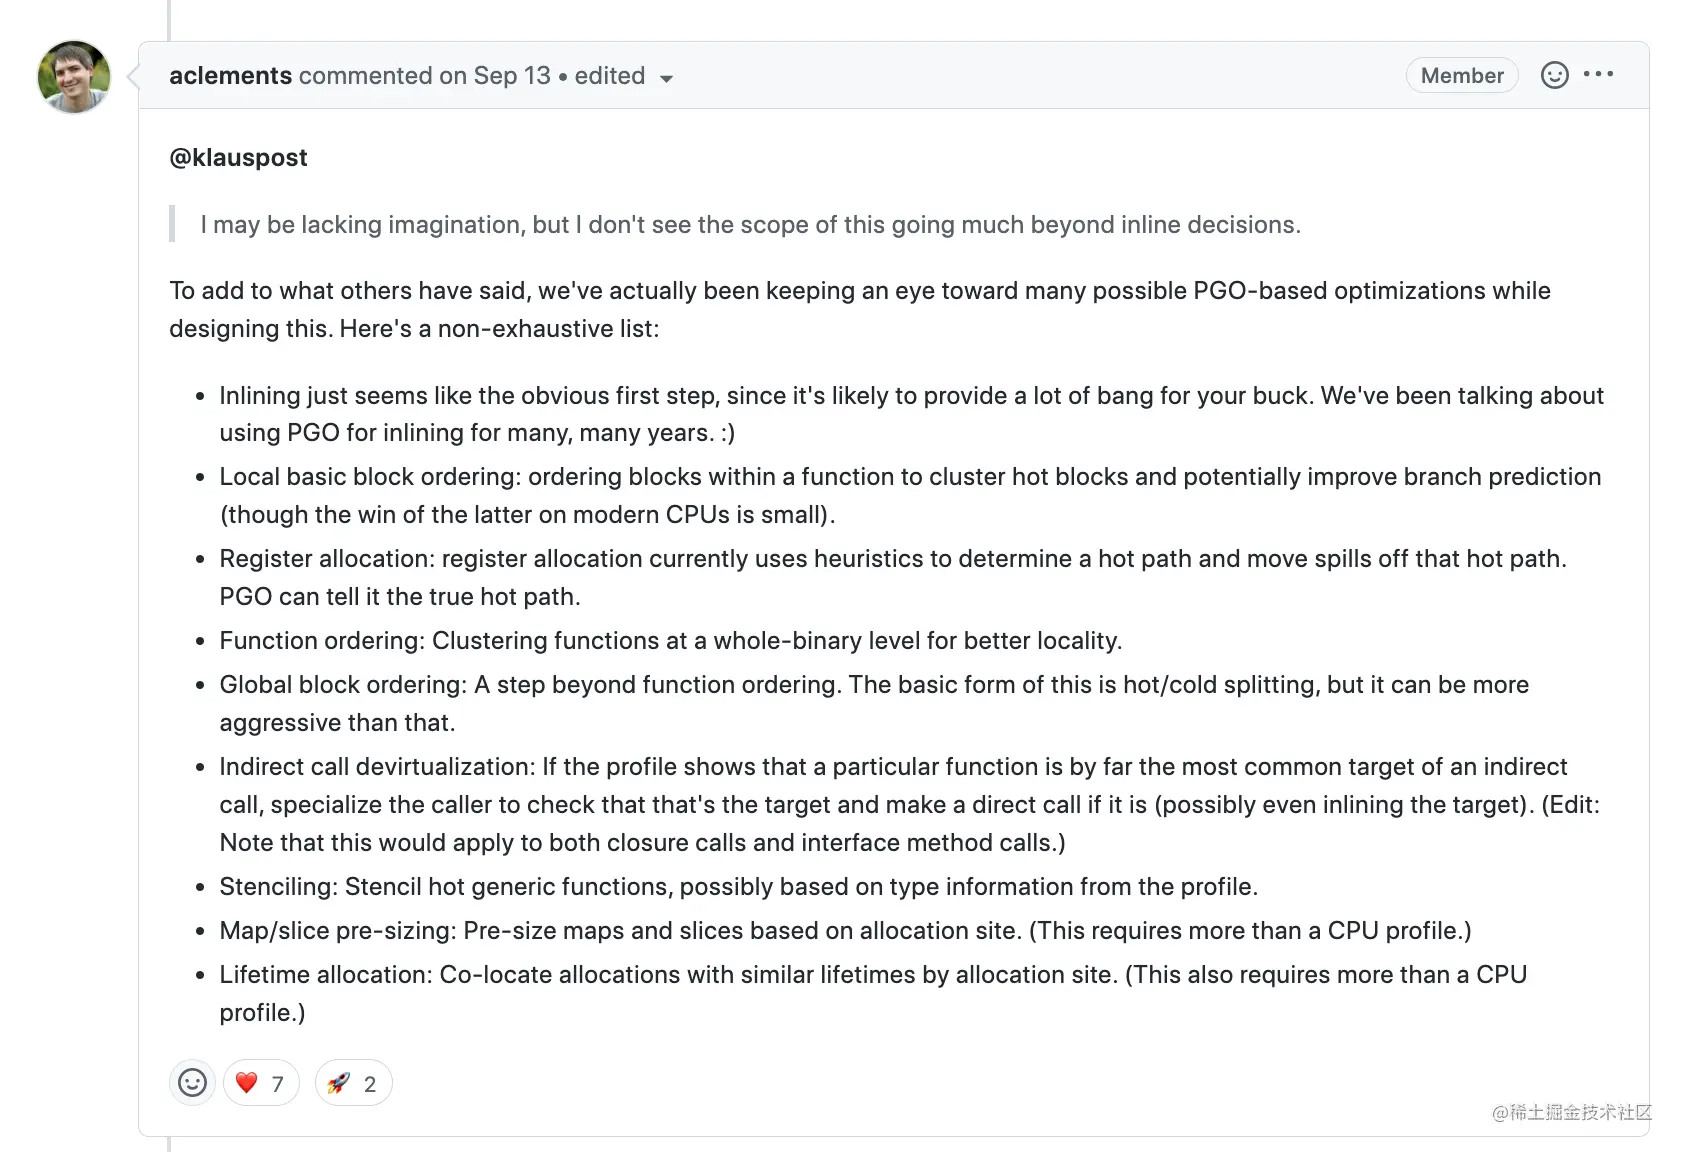 aclements commented on Sep 13 • edited
Member
@klauspost
I may be lacking imagination, but I don't see the scope of this going much beyond inline decisions.
To add to what others have said, we've actually been keeping an eye toward many possible PGO-based optimizations while
designing this. Here's a non-exhaustive list:
• Inlining just seems like the obvious first step, since it's likely to provide a lot of bang for your buck. We've been talking about
using PGO for inlining for many, many years. :)
• Local basic block ordering: ordering blocks within a function to cluster hot blocks and potentially improve branch prediction
(though the win of the latter on modern CPUs is small).
• Register allocation: register allocation currently uses heuristics to determine a hot path and move spills off that hot path.
PGO can tell it the true hot path.
• Function ordering: Clustering functions at a whole-binary level for better locality.
• Global block ordering: A step beyond function ordering. The basic form of this is hot/cold splitting, but it can be more
aggressive than that.
• Indirect call devirtualization: If the profile shows that a particular function is by far the most common target of an indirect
call, specialize the caller to check that that's the target and make a direct call if it is (possibly even inlining the target). (Edit:
Note that this would apply to both closure calls and interface method calls.)
• Stenciling: Stencil hot generic functions, possibly based on type information from the profile.
• Map/slice pre-sizing: Pre-size maps and slices based on allocation site. (This requires more than a CPU profile.)
• Lifetime allocation: Co-locate allocations with similar lifetimes by allocation site. (This also requires more than a CPU
profile.)
❤️ 7 🚀 2
@稀土掘金技术社区